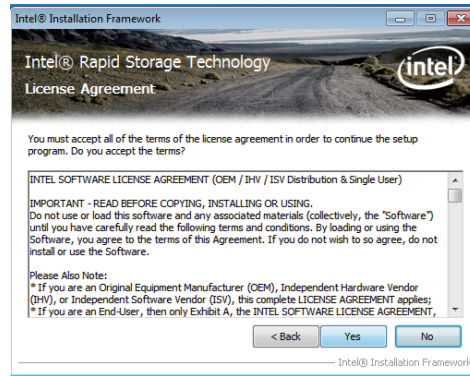 Intel® Installation Framework
Intel® Rapid Storage Technology
License Agreement
intel
You must accept all of the terms of the license agreement in order to continue the setup
program. Do you accept the terms?
INTEL SOFTWARE LICENSE AGREEMENT (OEM / IHV / ISV Distribution & Single User)
IMPORTANT - READ BEFORE COPYING, INSTALLING OR USING.
Do not use or load this software and any associated materials (collectively, the "Software")
until you have carefully read the following terms and conditions. By loading or using the
Software, you agree to the terms of this Agreement. If you do not wish to so agree, do not
install or use the Software.
Please Also Note:
* If you are an Original Equipment Manufacturer (OEM), Independent Hardware Vendor
(IHV), or Independent Software Vendor (ISV), this complete LICENSE AGREEMENT applies;
* If you are an End-User, then only Exhibit A, the INTEL SOFTWARE LICENSE AGREEMENT,
< Back Yes No
Intel® Installation Framework